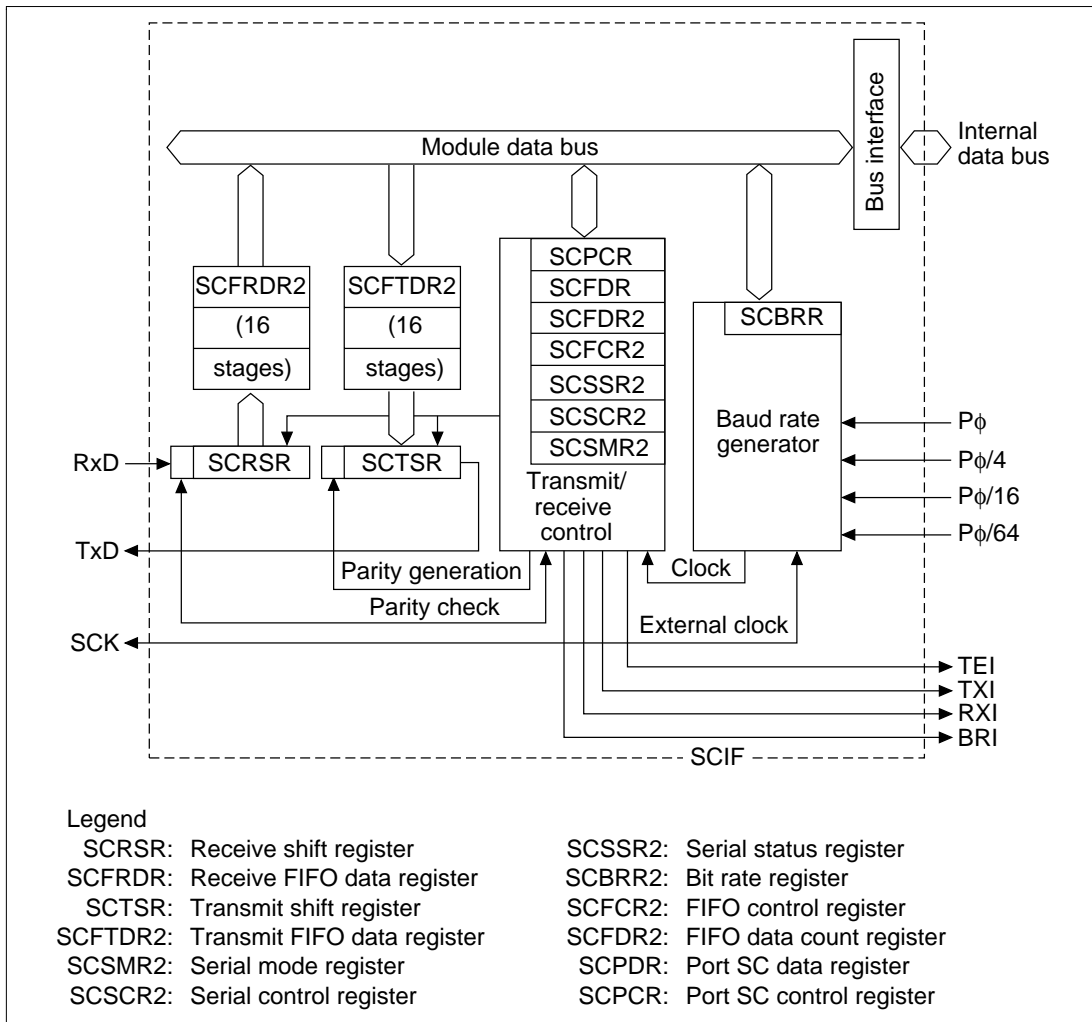 Module data bus
Bus interface
Internal
data bus
SCFRDR2
(16
stages)
SCFTDR2
(16
stages)
SCPCR
SCFDR
SCFDR2
SCFCR2
SCSSR2
SCSCR2
SCSMR2
Transmit/
receive
control
SCBRR
Baud rate
generator
Pϕ
Pϕ/4
Pϕ/16
Pϕ/64
RxD
SCRSR
SCTSR
TxD
Parity generation
Parity check
Clock
SCK
External clock
TEI
TXI
RXI
BRI
SCIF
Legend
SCRSR: Receive shift register
SCFRDR: Receive FIFO data register
SCTSR: Transmit shift register
SCFTDR2: Transmit FIFO data register
SCSMR2: Serial mode register
SCSCR2: Serial control register
SCSSR2: Serial status register
SCBRR2: Bit rate register
SCFCR2: FIFO control register
SCFDR2: FIFO data count register
SCPDR: Port SC data register
SCPCR: Port SC control register